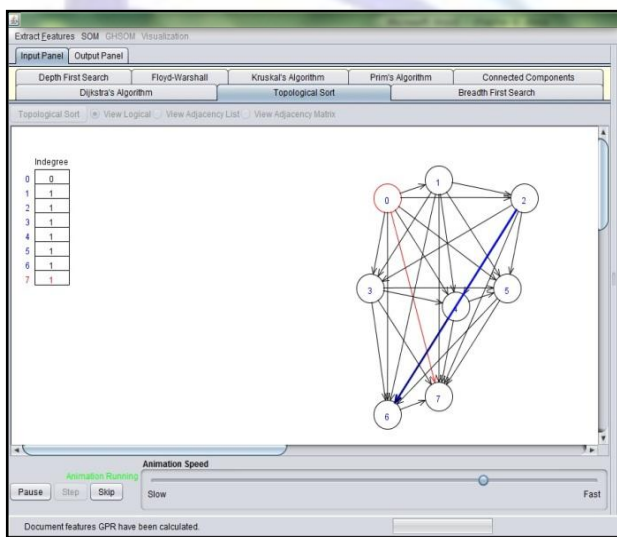 Extract Features SOM GHSOM Visualization
Input Panel Output Panel
Depth First Search Floyd-Warshall Kruskal's Algorithm Prim's Algorithm Connected Components
Dijkstra's Algorithm Topological Sort Breadth First Search
Topological Sort View Logical View Adjacency List View Adjacency Matrix
Indegree
0 0
1 1
2 1
3 1
4 1
5 1
6 1
7 1
1
0 2
3 5
4
7
6
Animation Speed
Animation Running
Pause Step Skip Slow Fast
Document features GPR have been calculated.